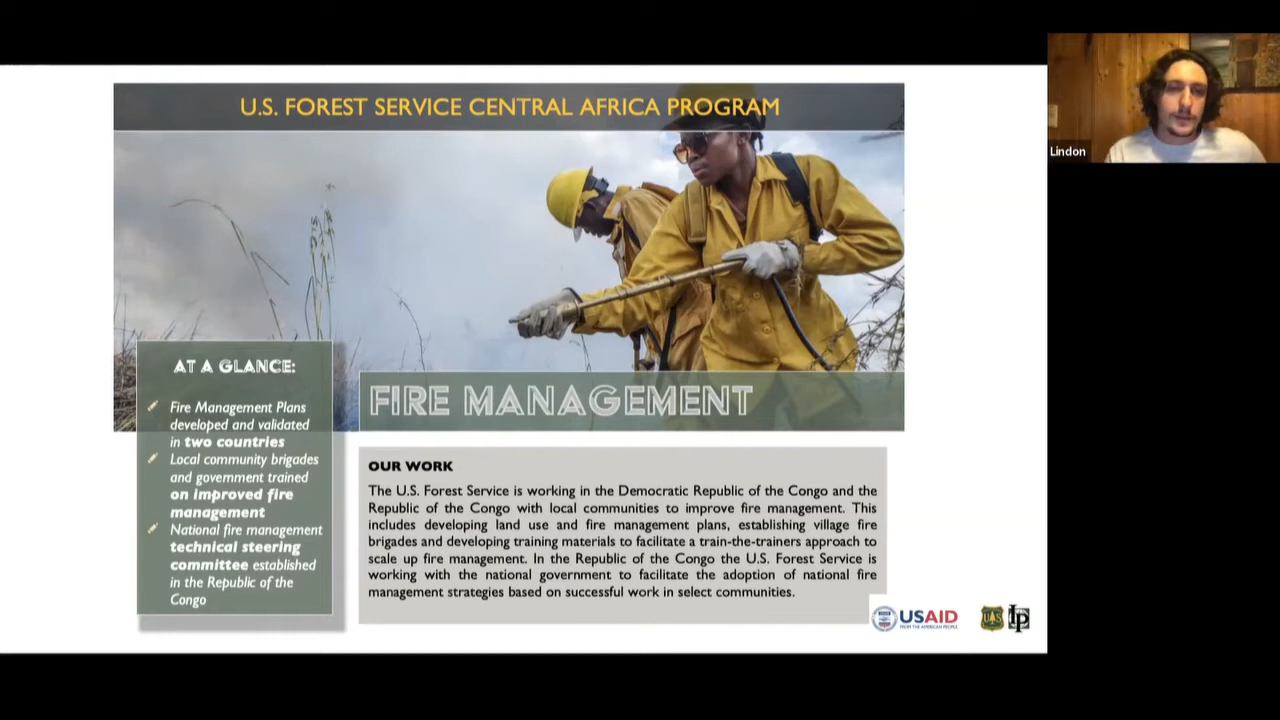 U.S. FOREST SERVICE CENTRAL AFRICA PROGRAM
Lindon
AT A GLANCE:
Fire Management Plans
developed and validated
in two countries
Local community brigades
and government trained
on improved fire
management
National fire management
technical steering
committee established
in the Republic of the
Congo
FIRE MANAGEMENT
OUR WORK
The U.S. Forest Service is working in the Democratic Republic of the Congo and the
Republic of the Congo with local communities to improve fire management. This
includes developing land use and fire management plans, establishing village fire
brigades and developing training materials to facilitate a train-the-trainers approach to
scale up fire management. In the Republic of the Congo the U.S. Forest Service is
working with the national government to facilitate the adoption of national fire
management strategies based on successful work in select communities.
USAID
FROM THE AMERICAN PEOPLE
IP